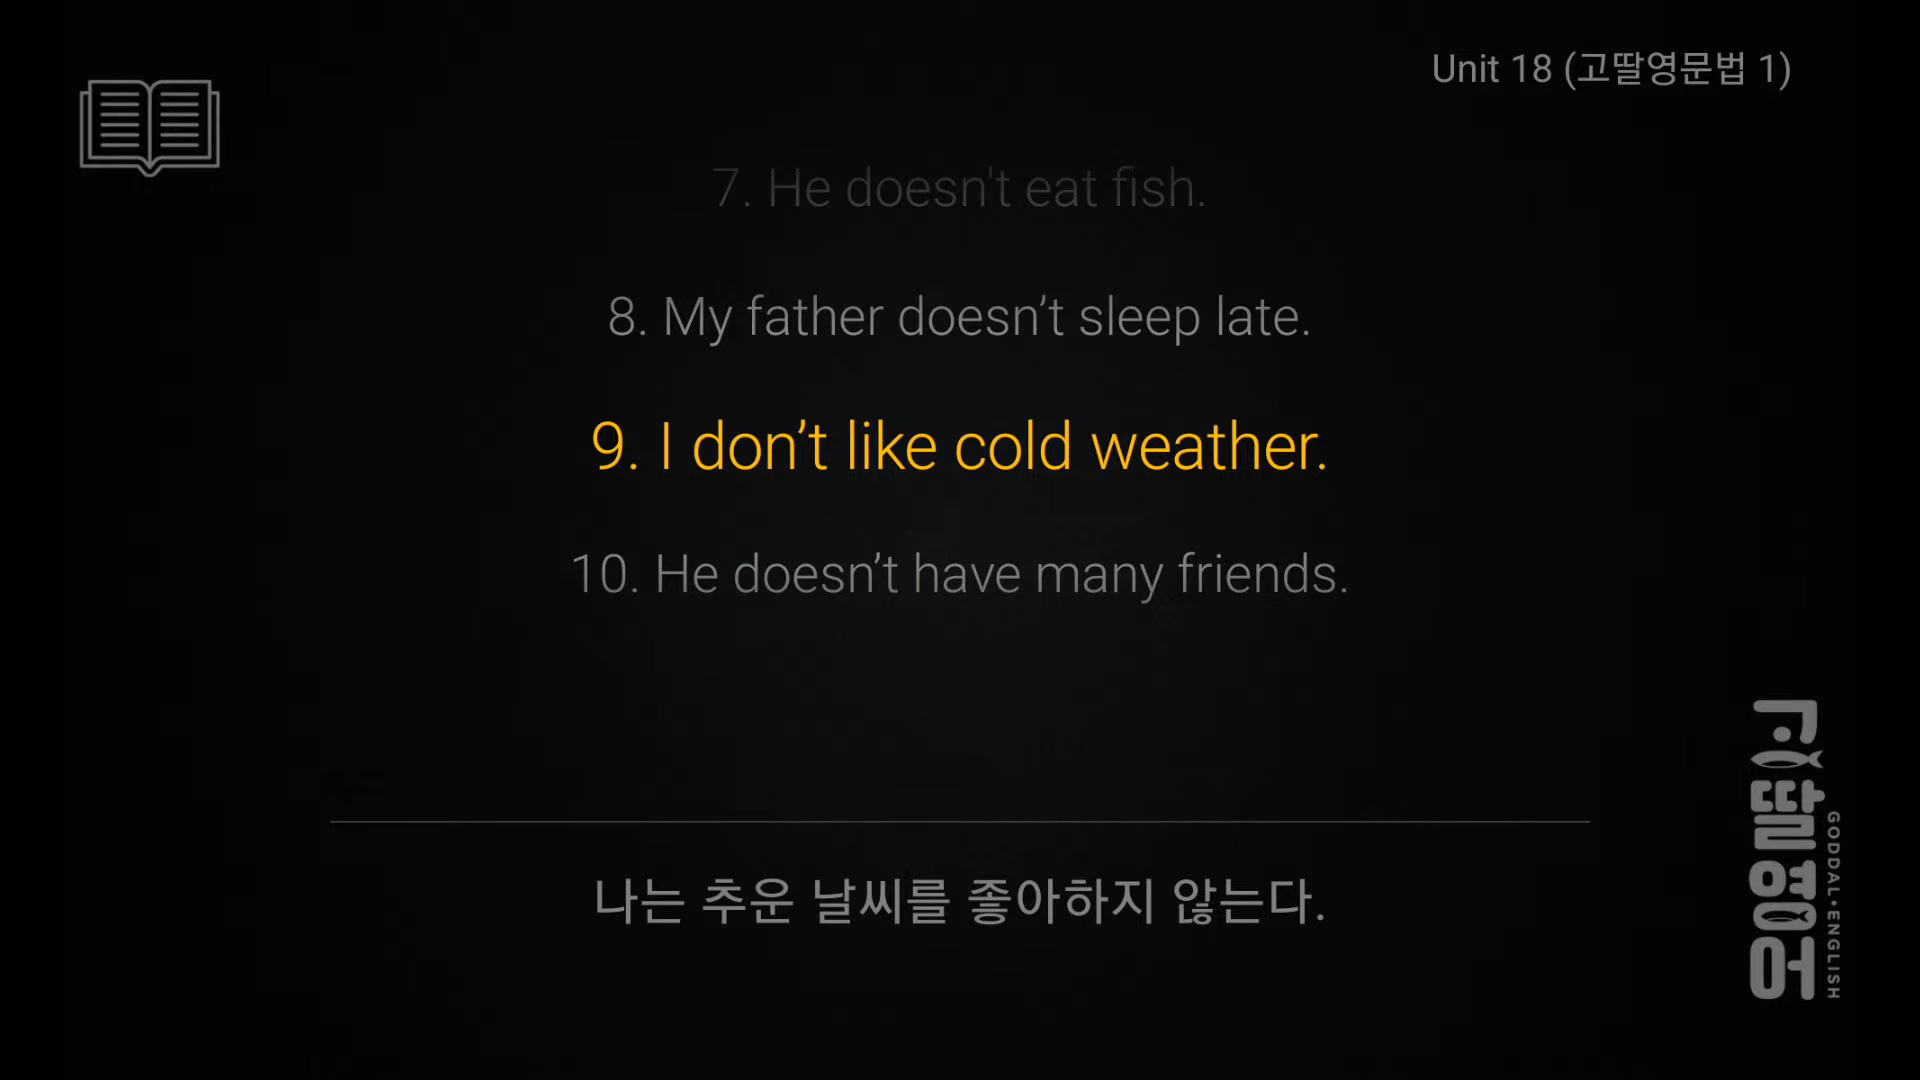 Unit 18 (고딸영문법 1)
7. He doesn't eat fish.
8. My father doesn’t sleep late.
9. I don’t like cold weather.
10. He doesn’t have many friends.
나는 추운 날씨를 좋아하지 않는다.
고딸영어
GODDAL•ENGLISH